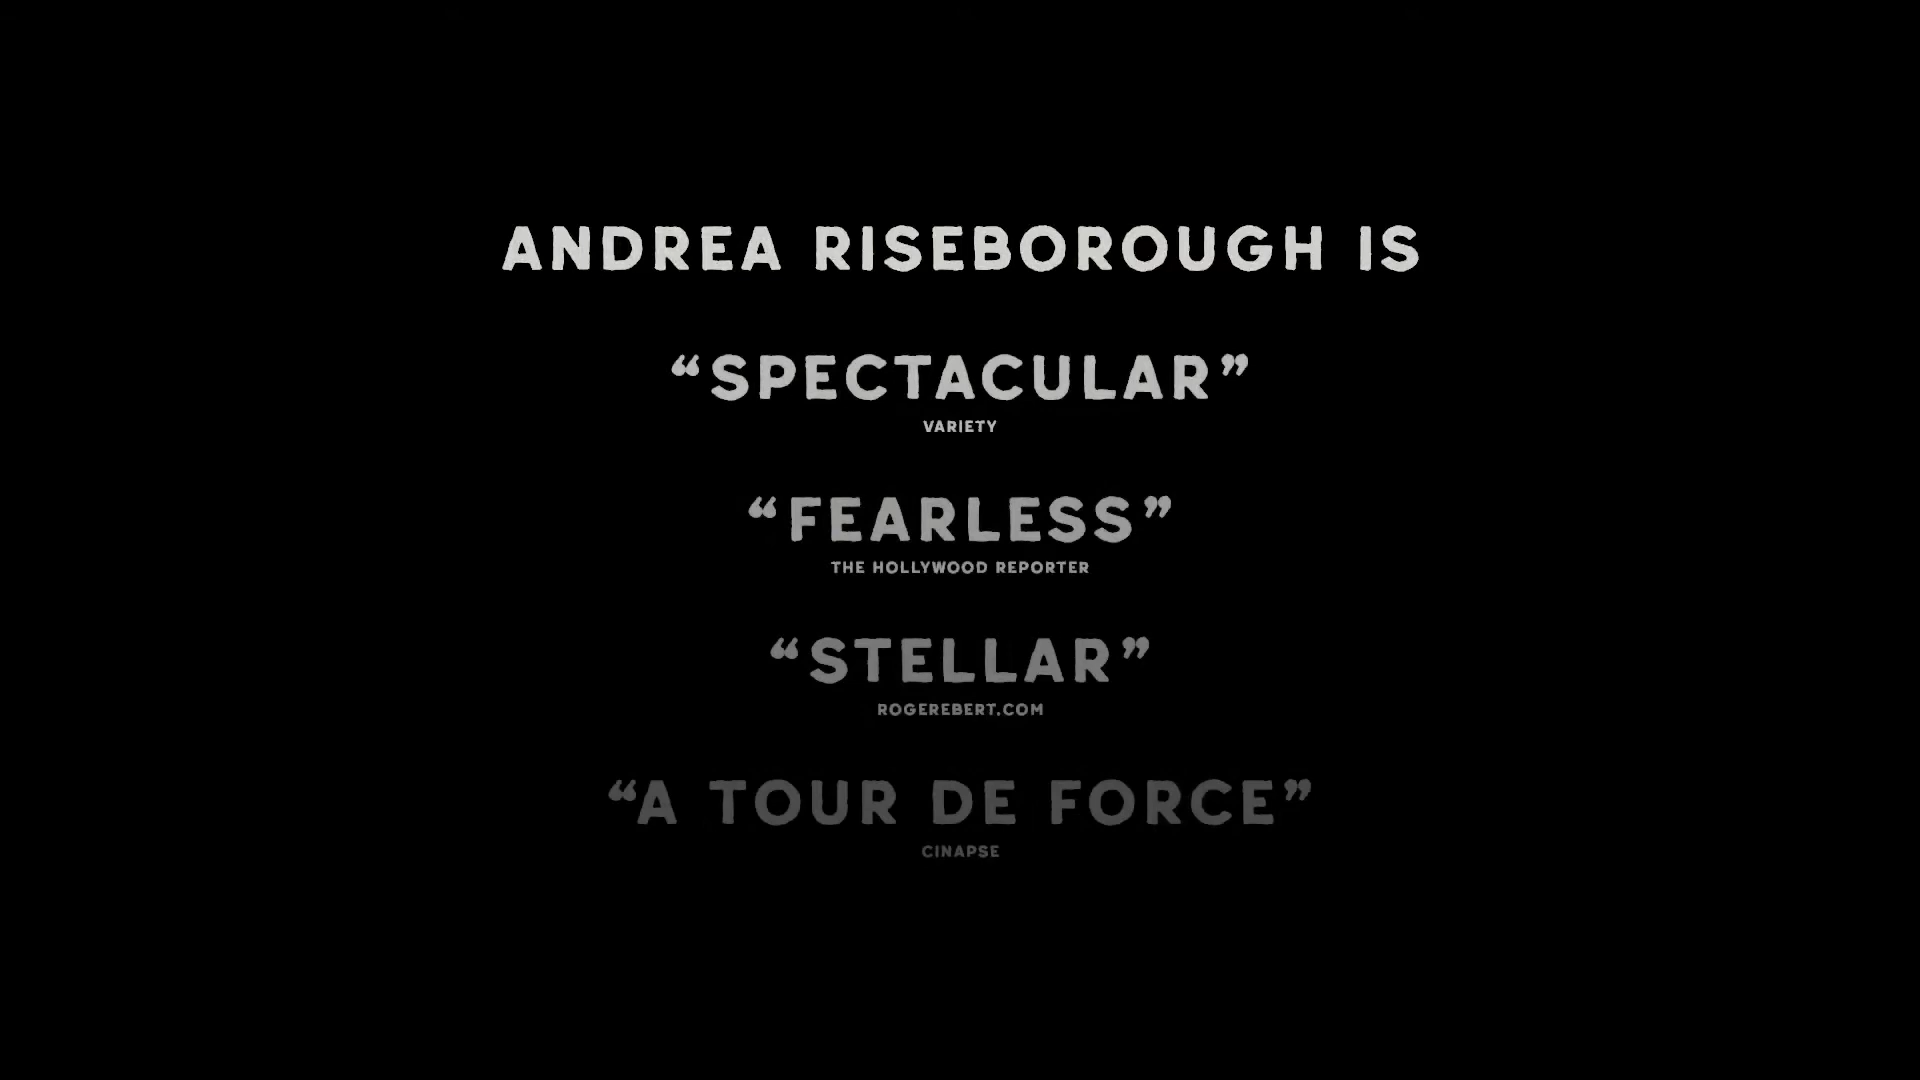 ANDREA RISEBOROUGH IS
“SPECTACULAR”
VARIETY
“FEARLESS”
THE HOLLYWOOD REPORTER
“STELLAR”
ROGEREBERT.COM
“A TOUR DE FORCE”
CINAPSE